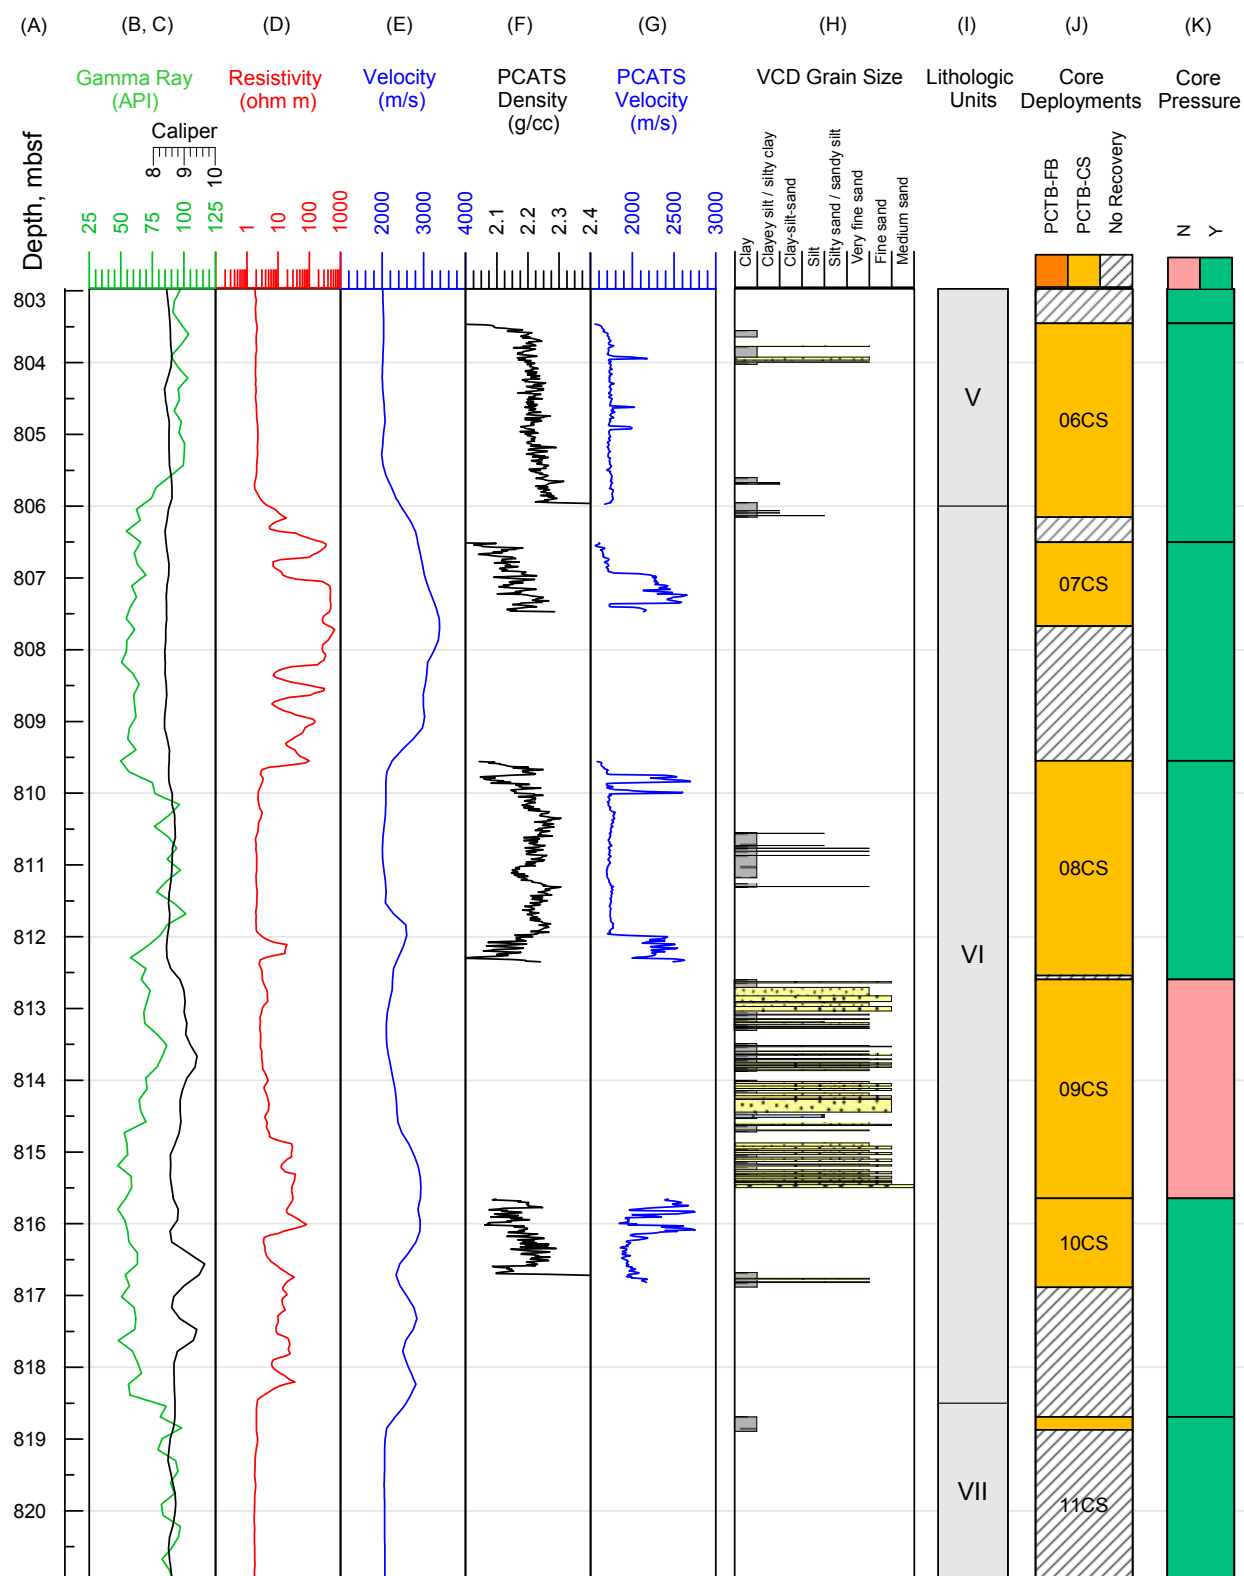 (A) (B, C) (D) (E) (F) (G) (H) (I) (J) (K)
Gamma Ray
(API)
Resistivity
(ohm m)
Velocity
(m/s)
PCATS
Density
(g/cc)
PCATS
Velocity
(m/s)
VCD Grain Size
Lithologic
Units
Core
Deployments
Core
Pressure
Caliper
8 9 10
Depth, mbsf
25 50 75 100 125
1 10 100 1000
2000 3000 4000
2.1 2.2 2.3 2.4
2000 2500 3000
Clay
Clayey silt / silty clay
Clay-silt-sand
Silt
Silty sand / sandy silt
Very fine sand
Fine sand
Medium sand
PCTB-FB
PCTB-CS
No Recovery
N
Y
803
804
805
806
807
808
809
810
811
812
813
814
815
816
817
818
819
820
V
VI
VII
06CS
07CS
08CS
09CS
10CS
11CS